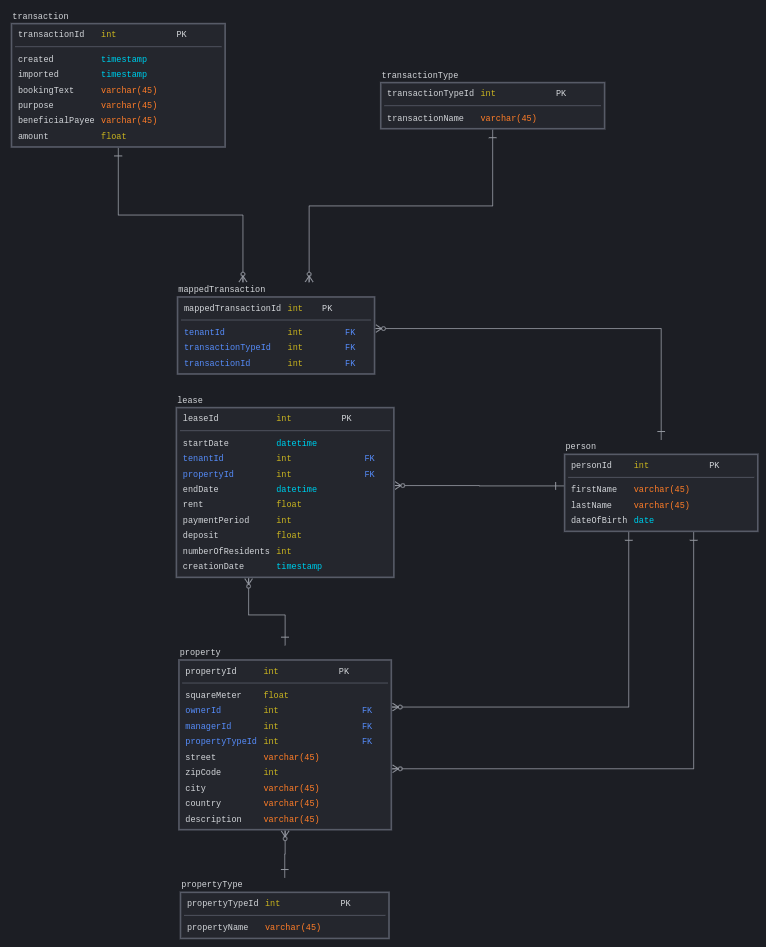 transaction
transactionId int PK
created timestamp
imported timestamp
bookingText varchar(45)
purpose varchar(45)
beneficialPayee varchar(45)
amount float
transactionType
transactionTypeId int PK
transactionName varchar(45)
mappedTransaction
mappedTransactionId int PK
tenantId int FK
transactionTypeId int FK
transactionId int FK
lease
leaseId int PK
startDate datetime
tenantId int FK
propertyId int FK
endDate datetime
rent float
paymentPeriod int
deposit float
numberOfResidents int
creationDate timestamp
person
personId int PK
firstName varchar(45)
lastName varchar(45)
dateOfBirth date
property
propertyId int PK
squareMeter float
ownerId int FK
managerId int FK
propertyTypeId int FK
street varchar(45)
zipCode int
city varchar(45)
country varchar(45)
description varchar(45)
propertyType
propertyTypeId int PK
propertyName varchar(45)